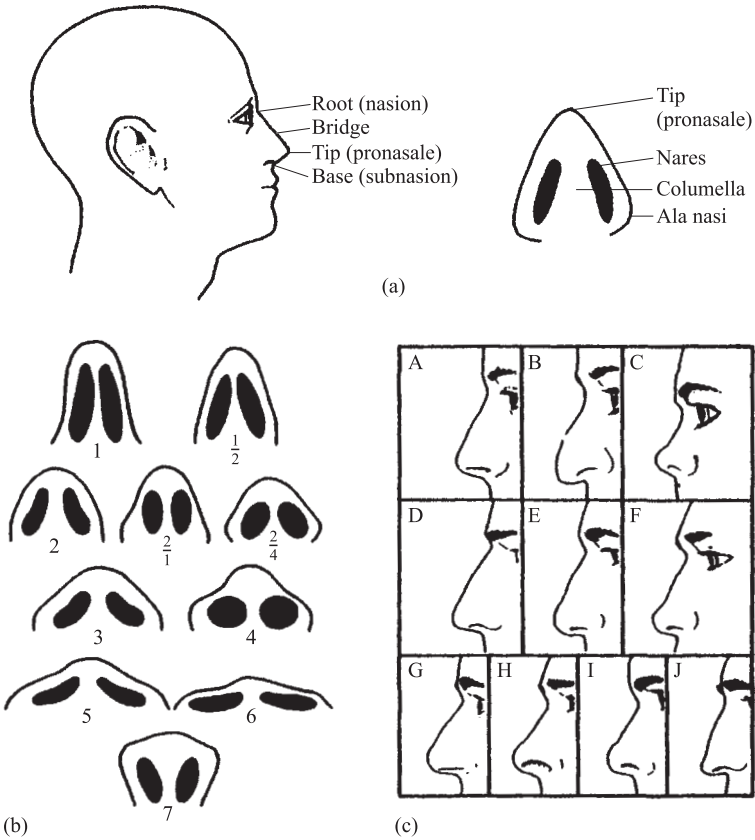 Root (nasion)
Bridge
Tip (pronasale)
Base (subnasion)
Tip
(pronasale)
Nares
Columella
Ala nasi
(a)
1
1/2
2
2/1
2/4
3
4
5
6
7
(b)
A
B
C
D
E
F
G
H
I
J
(c)